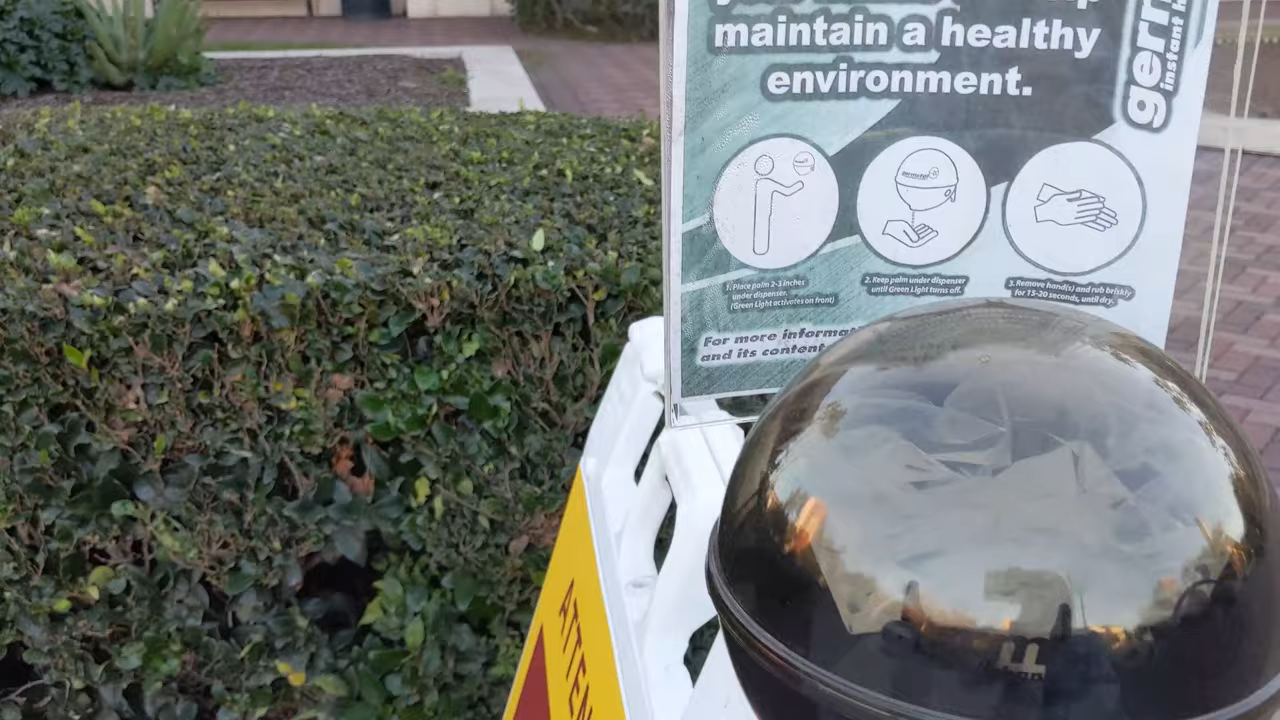 maintain a healthy
environment.
germ
instant h
1. Place palm 2-3 inches
under dispenser.
(Green Light activates on front)
2. Keep palm under dispenser
until Green Light turns off.
3. Remove hand(s) and rub briskly
for 15-20 seconds, until dry.
For more informat
and its content
ATTEN